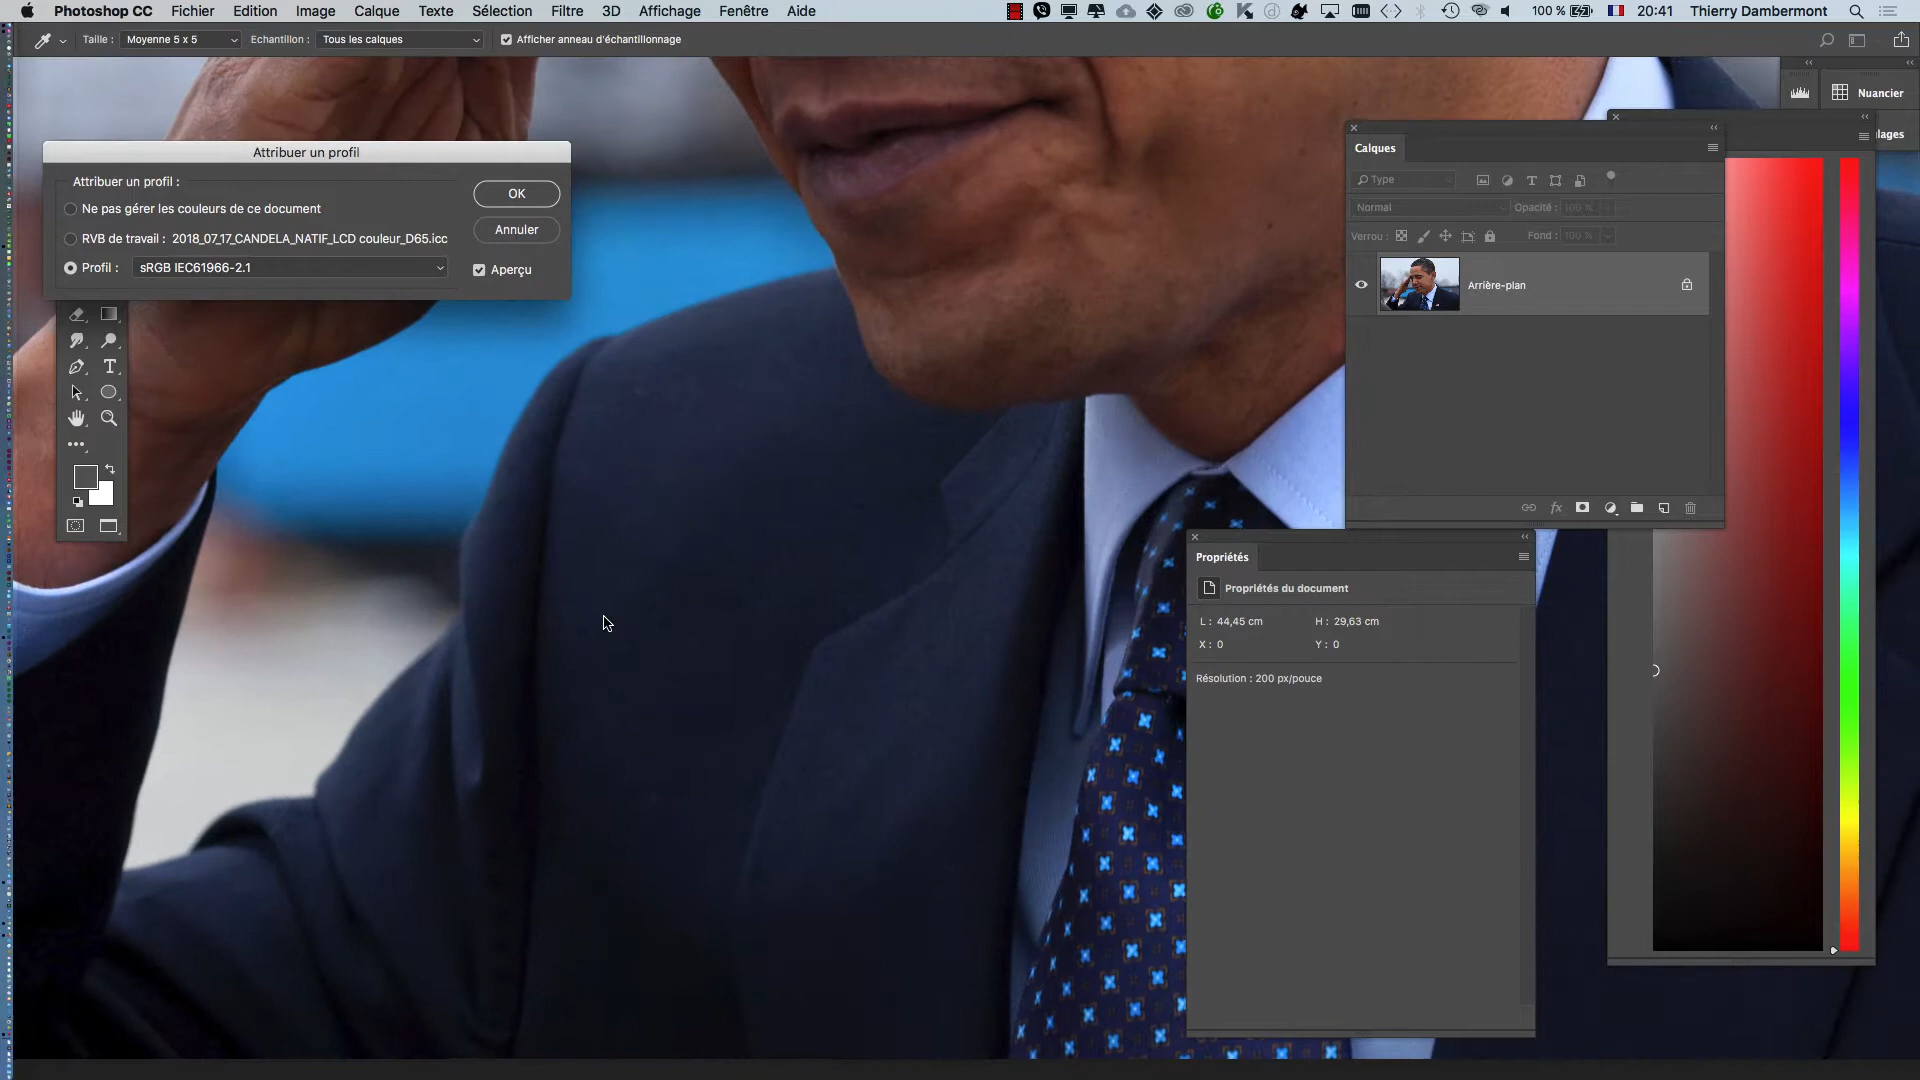 Photoshop CC Fichier Edition Image Calque Texte Sélection Filtre 3D Affichage Fenêtre Aide 100 % 20:41 Thierry Dambermont
Taille : Moyenne 5 x 5 Echantillon : Tous les calques Afficher anneau d'échantillonnage
Nuancier
lages
Attribuer un profil
Attribuer un profil :
Ne pas gérer les couleurs de ce document
RVB de travail : 2018_07_17_CANDELA_NATIF_LCD couleur_D65.icc
Profil : sRGB IEC61966-2.1
OK
Annuler
Aperçu
Calques
Type
Normal Opacité : 100 %
Verrou : Fond : 100 %
Arrière-plan
fx
Propriétés
Propriétés du document
L : 44,45 cm H : 29,63 cm
X : 0 Y : 0
Résolution : 200 px/pouce